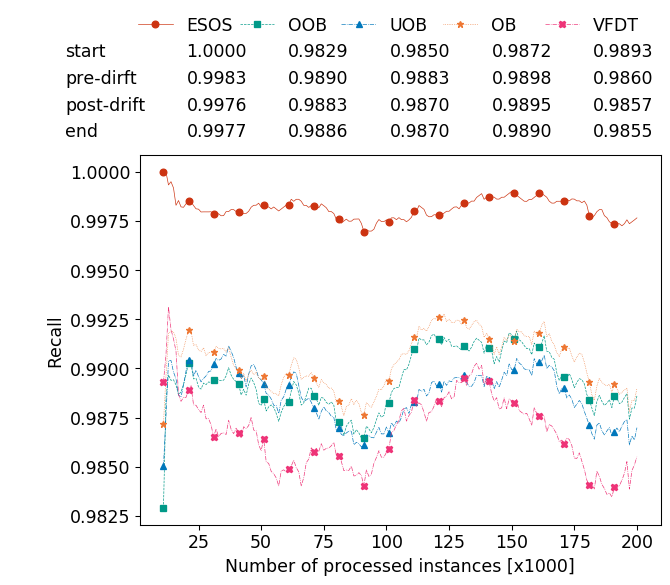 ESOS OOB UOB OB VFDT
start 1.0000 0.9829 0.9850 0.9872 0.9893
pre-dirft 0.9983 0.9890 0.9883 0.9898 0.9860
post-drift 0.9976 0.9883 0.9870 0.9895 0.9857
end 0.9977 0.9886 0.9870 0.9890 0.9855
1.0000
0.9975
0.9950
0.9925
0.9900
0.9875
0.9850
0.9825
Recall
25 50 75 100 125 150 175 200
Number of processed instances [x1000]